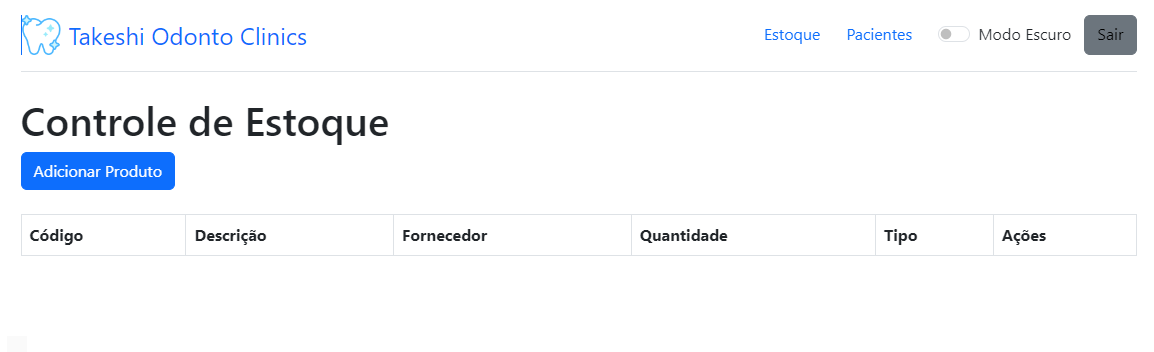 Takeshi Odonto Clinics Estoque Pacientes Modo Escuro Sair
Controle de Estoque
Adicionar Produto
Código Descrição Fornecedor Quantidade Tipo Ações